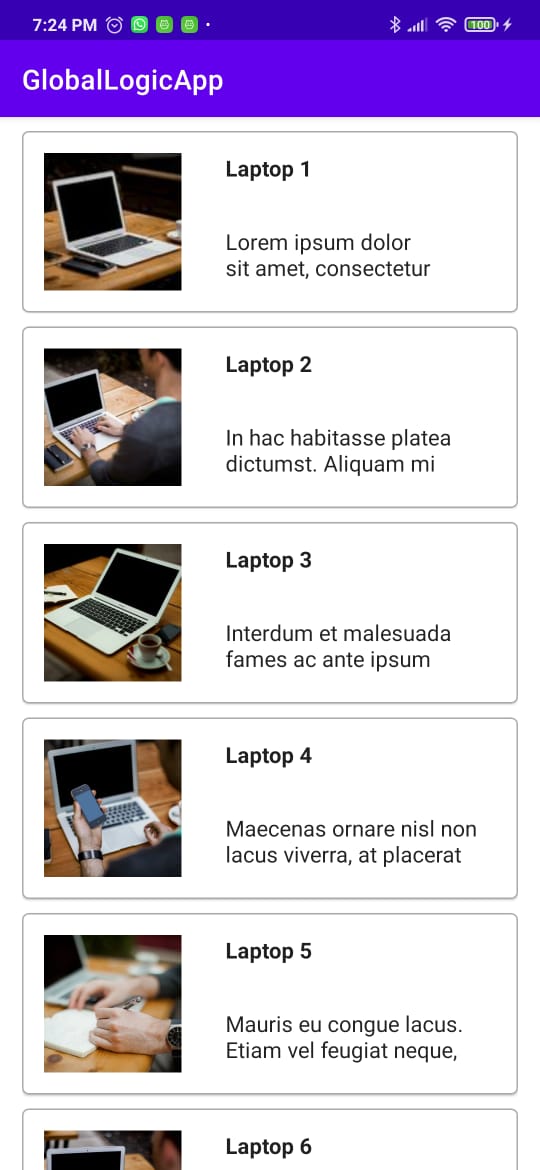 7:24 PM
100
GlobalLogicApp
Laptop 1
Lorem ipsum dolor
sit amet, consectetur
Laptop 2
In hac habitasse platea
dictumst. Aliquam mi
Laptop 3
Interdum et malesuada
fames ac ante ipsum
Laptop 4
Maecenas ornare nisl non
lacus viverra, at placerat
Laptop 5
Mauris eu congue lacus.
Etiam vel feugiat neque,
Laptop 6